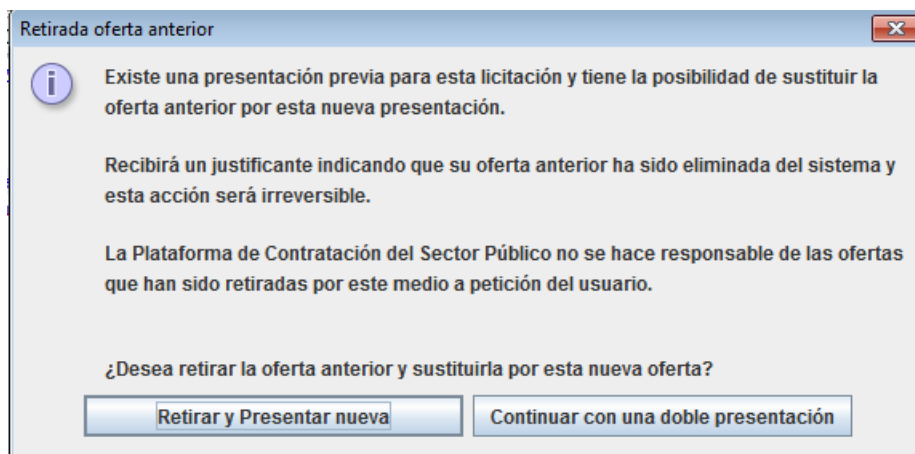 Retirada oferta anterior
Existe una presentación previa para esta licitación y tiene la posibilidad de sustituir la
oferta anterior por esta nueva presentación.
Recibirá un justificante indicando que su oferta anterior ha sido eliminada del sistema y
esta acción será irreversible.
La Plataforma de Contratación del Sector Público no se hace responsable de las ofertas
que han sido retiradas por este medio a petición del usuario.
¿Desea retirar la oferta anterior y sustituirla por esta nueva oferta?
Retirar y Presentar nueva
Continuar con una doble presentación